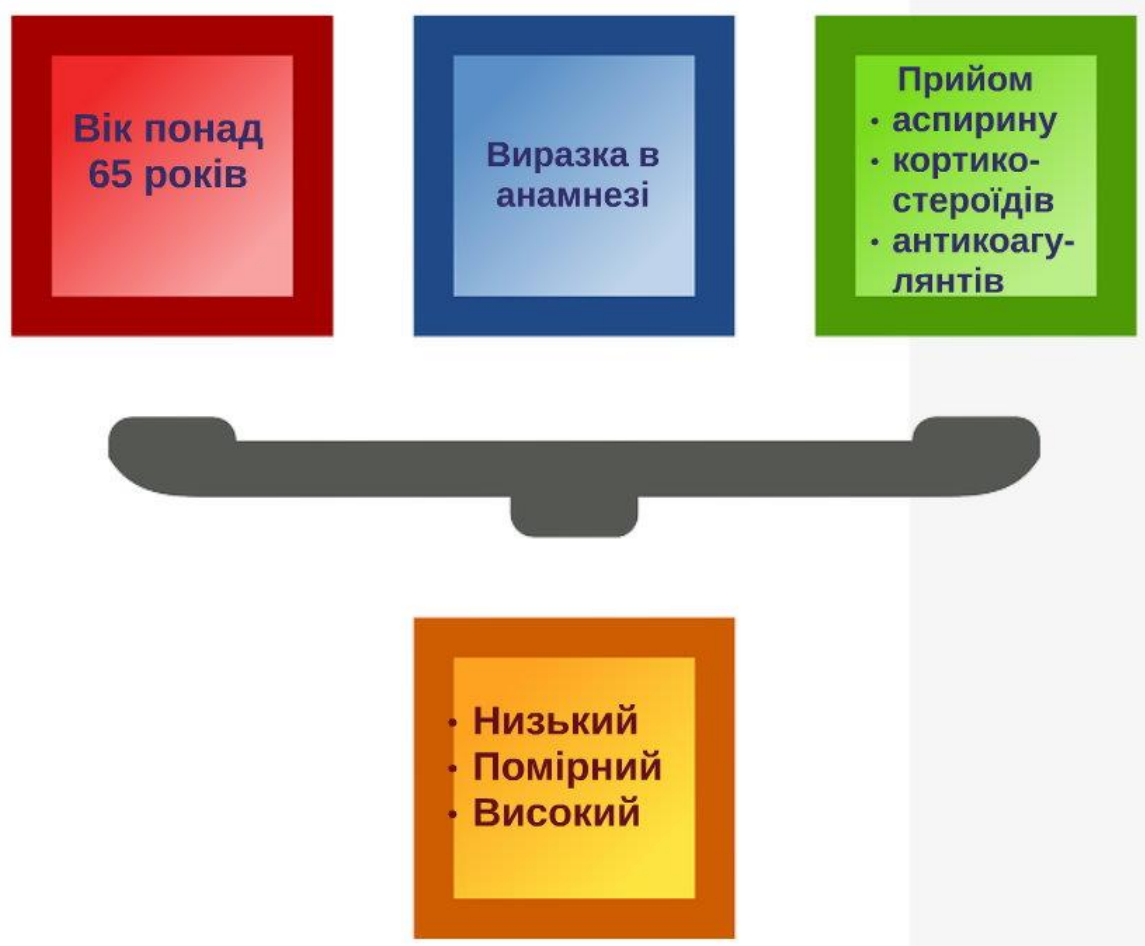 Вік понад
65 років
Виразка в
анамнезі
Прийом
• аспирину
• кортико-
стероїдів
• антикоагу-
лянтів
• Низький
• Помірний
• Високий